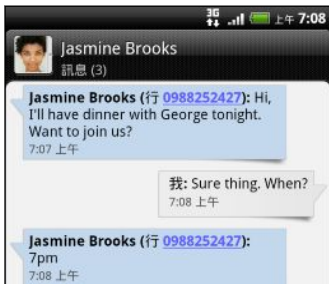 3G 上午 7:08
Jasmine Brooks
訊息 (3)
Jasmine Brooks (行 0988252427): Hi,
I'll have dinner with George tonight.
Want to join us?
7:07 上午
我: Sure thing. When?
7:08 上午
Jasmine Brooks (行 0988252427):
7pm
7:08 上午